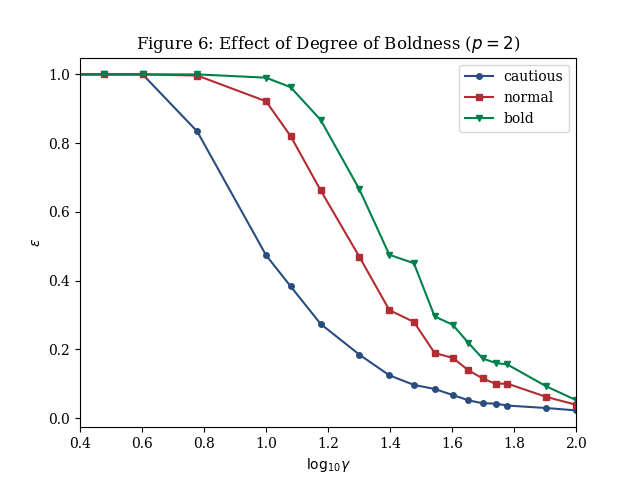 Figure 6: Effect of Degree of Boldness (p = 2)
cautious
normal
bold
1.0
0.8
0.6
0.4
0.2
0.0
ε
0.4 0.6 0.8 1.0 1.2 1.4 1.6 1.8 2.0
log₁₀γ